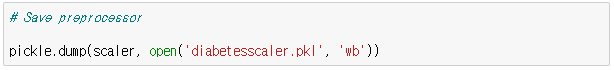 # Save preprocessor
pickle.dump(scaler, open('diabetesscaler.pkl', 'wb'))